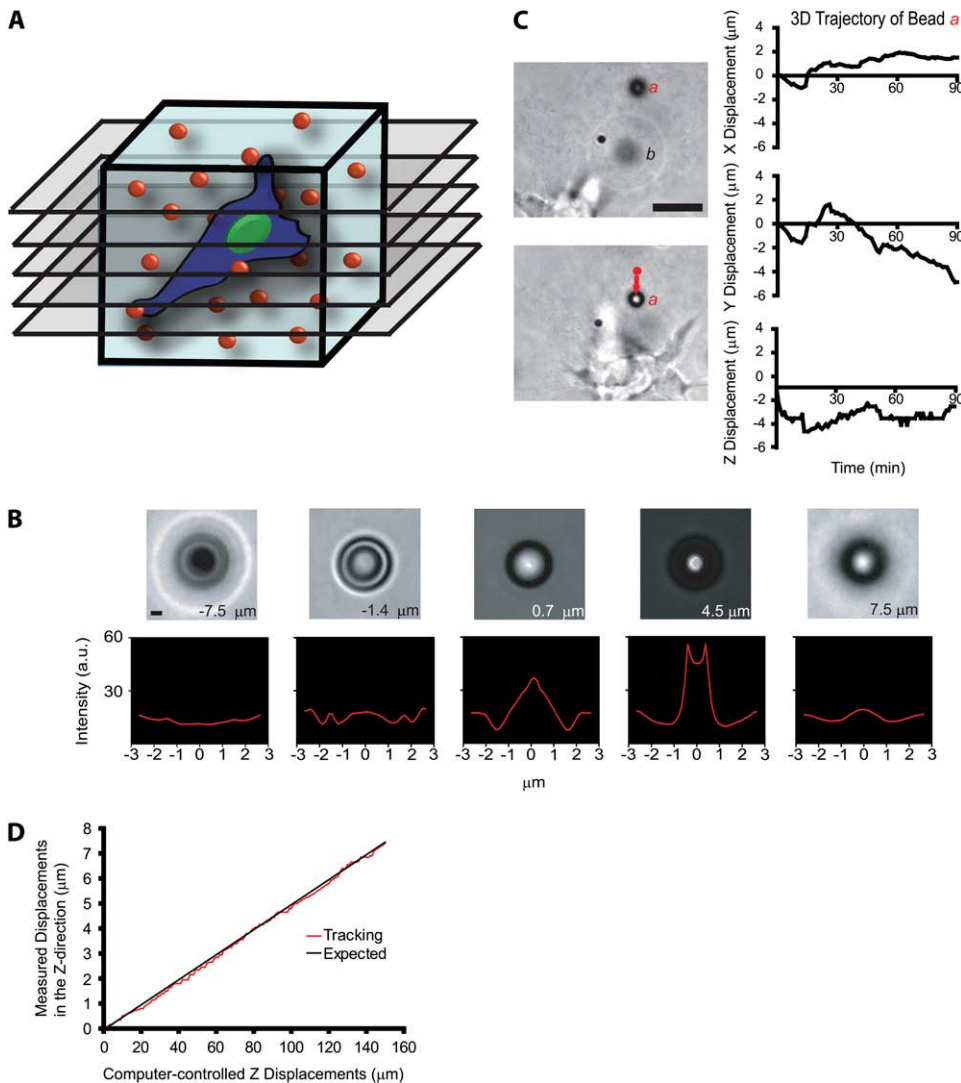 A
C
3D Trajectory of Bead a
X Displacement (μm)
4
2
0
-2
-4
-6
30
60
90
a
b
Y Displacement (μm)
4
2
0
-2
-4
-6
30
60
90
a
Z Displacement (μm)
4
2
0
-2
-4
-6
30
60
90
Time (min)
B
-7.5 μm
-1.4 μm
0.7 μm
4.5 μm
7.5 μm
Intensity (a.u.)
60
30
-3 -2 -1 0 1 2 3
-3 -2 -1 0 1 2 3
-3 -2 -1 0 1 2 3
-3 -2 -1 0 1 2 3
-3 -2 -1 0 1 2 3
μm
D
Measured Displacements
in the Z-direction (μm)
8
7
6
5
4
3
2
1
0
Tracking
Expected
0 20 40 60 80 100 120 140 160
Computer-controlled Z Displacements (μm)